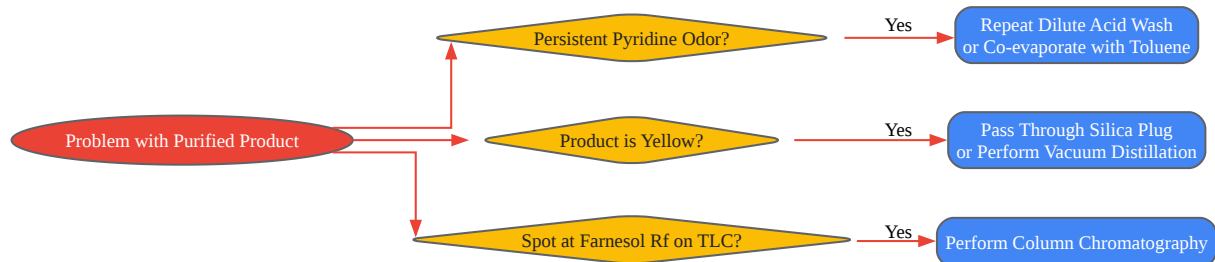 Persistent Pyridine Odor?
Yes
Repeat Dilute Acid Wash
or Co-evaporate with Toluene
Problem with Purified Product
Product is Yellow?
Yes
Pass Through Silica Plug
or Perform Vacuum Distillation
Spot at Farnesol Rf on TLC?
Yes
Perform Column Chromatography